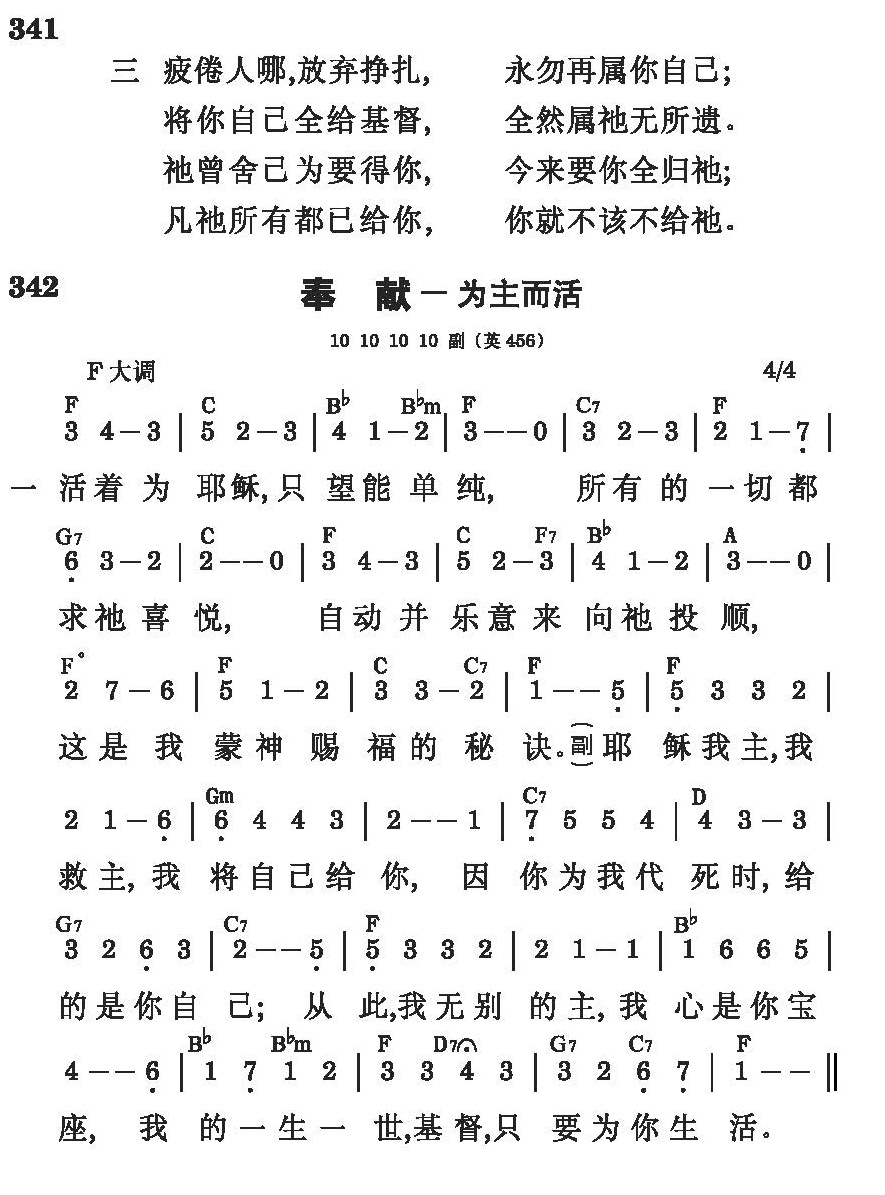 341
三 疲倦人哪,放弃挣扎, 永勿再属你自己;
将你自己全给基督, 全然属祂无所遗。
祂曾舍己为要得你, 今来要你全归祂;
凡祂所有都已给你, 你就不该不给祂。
342 奉 献－为主而活
10 10 10 10 副（英456）
F大调 4/4
F C B♭ B♭m F C7 F
3 4－3 | 5 2－3 | 4 1－2 | 3－－0 | 3 2－3 | 2 1－7̣ |
一 活着 为 耶稣,只 望能 单 纯, 所有 的 一切 都
G7 C F C F7 B♭ A
6̣ 3－2 | 2－－0 | 3 4－3 | 5 2－3 | 4 1－2 | 3－－0 |
求祂 喜 悦, 自动 并 乐意 来 向祂 投 顺,
F° F C C7 F F
2 7－6 | 5 1－2 | 3 3－2 | 1－－5̣ | 5̣ 3 3 2 |
这是 我 蒙神 赐 福的 秘 诀。(副)耶 稣我主,我
Gm C7 D
2 1－6̣ | 6̣ 4 4 3 | 2－－1 | 7̣ 5 5 4 | 4 3－3 |
救主, 我 将自己给 你, 因 你为我代 死时, 给
G7 C7 F B♭
3 2 6̣ 3 | 2－－5̣ | 5̣ 3 3 2 | 2 1－1 | 1 6 6 5 |
的是你自 己; 从 此,我无别 的主, 我 心是你宝
B♭ B♭m F D7 G7 C7 F
4－－6̣ | 1 7̣ 1 2 | 3 3 4 3 | 3 2 6̣ 7̣ | 1－－ ‖
座, 我 的一生一 世,基督,只 要为你生 活。